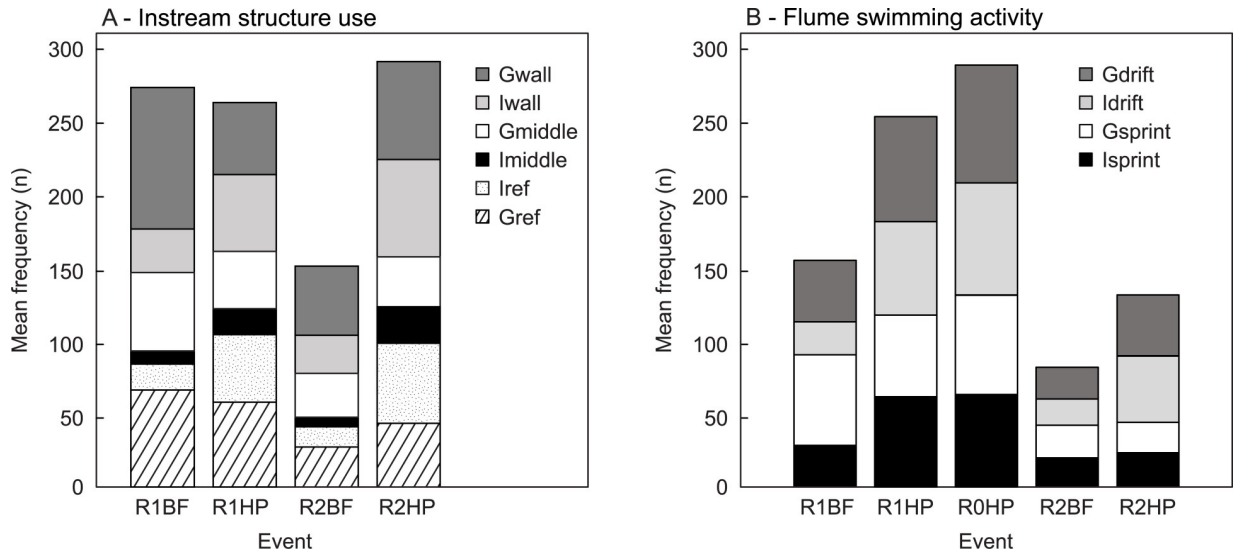 A - Instream structure use
Mean frequency (n)
300
250
200
150
100
50
0
Gwall
Iwall
Gmiddle
Imiddle
Iref
Gref
R1BF R1HP R2BF R2HP
Event
B - Flume swimming activity
Mean frequency (n)
300
250
200
150
100
50
0
Gdrift
Idrift
Gsprint
Isprint
R1BF R1HP R0HP R2BF R2HP
Event